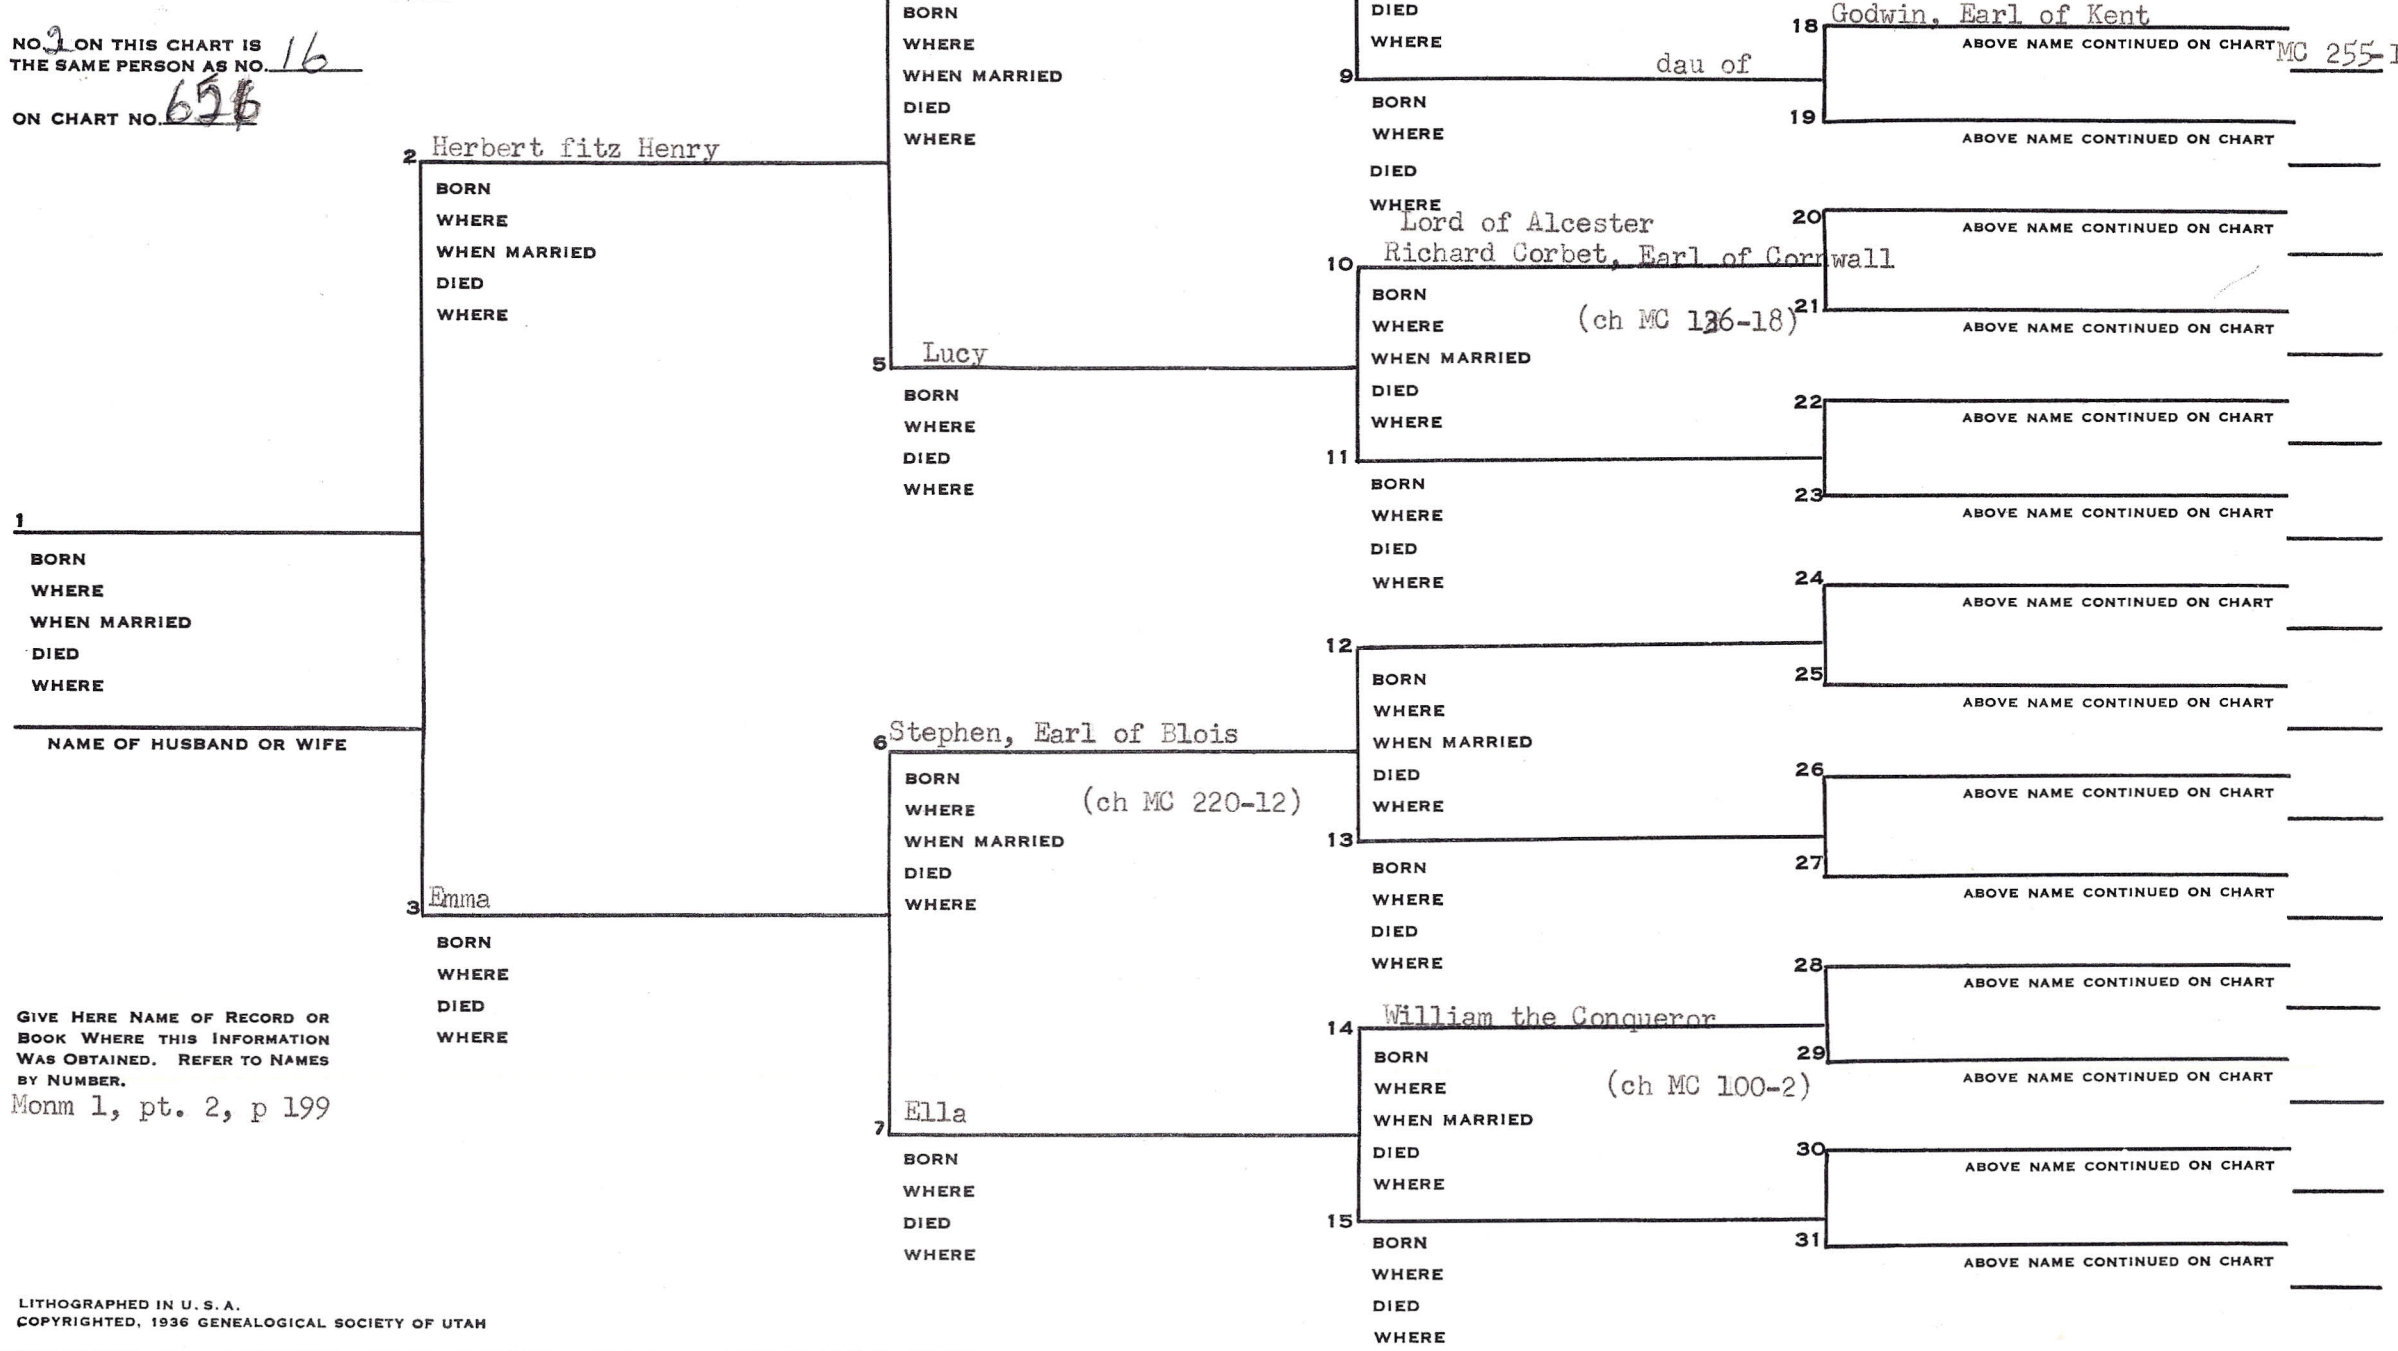 NO. 2 ON THIS CHART IS
THE SAME PERSON AS NO. 16
ON CHART NO.
1
BORN
WHERE
WHEN MARRIED
DIED
WHERE
NAME OF HUSBAND OR WIFE
GIVE HERE NAME OF RECORD OR
BOOK WHERE THIS INFORMATION
WAS OBTAINED. REFER TO NAMES
BY NUMBER.
Monm 1, pt. 2, p 199
LITHOGRAPHED IN U. S. A.
COPYRIGHTED, 1936 GENEALOGICAL SOCIETY OF UTAH
2 Herbert fitz Henry
BORN
WHERE
WHEN MARRIED
DIED
WHERE
3 Emma
BORN
WHERE
DIED
WHERE
BORN
WHERE
WHEN MARRIED
DIED
WHERE
5 Lucy
BORN
WHERE
DIED
WHERE
6 Stephen, Earl of Blois
BORN
WHERE (ch MC 220-12)
WHEN MARRIED
DIED
WHERE
7 Ella
BORN
WHERE
DIED
WHERE
DIED
WHERE
9 dau of
BORN
WHERE
DIED
WHERE
Lord of Alcester
10 Richard Corbet, Earl of Cornwall
BORN
WHERE (ch MC 136-18)
WHEN MARRIED
DIED
WHERE
11
BORN
WHERE
DIED
WHERE
12
BORN
WHERE
WHEN MARRIED
DIED
WHERE
13
BORN
WHERE
DIED
WHERE
14 William the Conqueror
BORN
WHERE (ch MC 100-2)
WHEN MARRIED
DIED
WHERE
15
BORN
WHERE
DIED
WHERE
18 Godwin, Earl of Kent
ABOVE NAME CONTINUED ON CHART MC 255-1
19
ABOVE NAME CONTINUED ON CHART
20
ABOVE NAME CONTINUED ON CHART
21
ABOVE NAME CONTINUED ON CHART
22
ABOVE NAME CONTINUED ON CHART
23
ABOVE NAME CONTINUED ON CHART
24
ABOVE NAME CONTINUED ON CHART
25
ABOVE NAME CONTINUED ON CHART
26
ABOVE NAME CONTINUED ON CHART
27
ABOVE NAME CONTINUED ON CHART
28
ABOVE NAME CONTINUED ON CHART
29
ABOVE NAME CONTINUED ON CHART
30
ABOVE NAME CONTINUED ON CHART
31
ABOVE NAME CONTINUED ON CHART